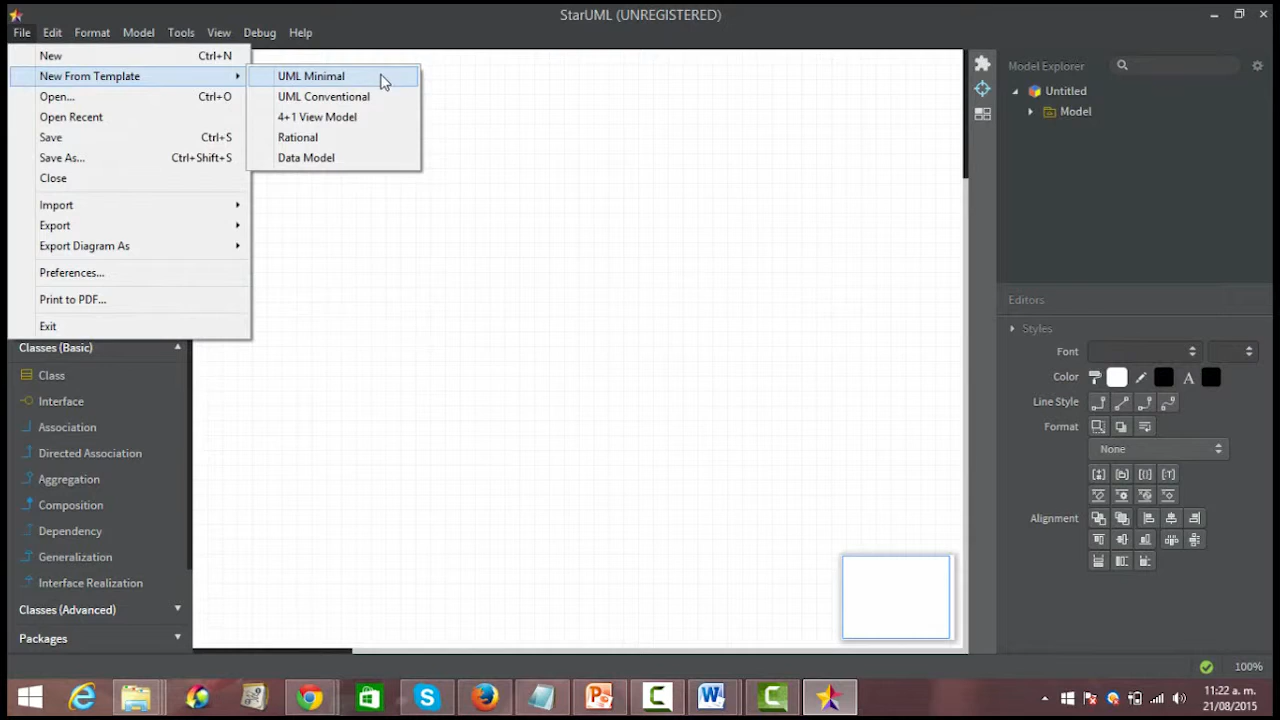 StarUML (UNREGISTERED)
File Edit Format Model Tools View Debug Help
New Ctrl+N
New From Template
Open... Ctrl+O
Open Recent
Save Ctrl+S
Save As... Ctrl+Shift+S
Close
Import
Export
Export Diagram As
Preferences...
Print to PDF...
Exit
UML Minimal
UML Conventional
4+1 View Model
Rational
Data Model
Classes (Basic)
Class
Interface
Association
Directed Association
Aggregation
Composition
Dependency
Generalization
Interface Realization
Classes (Advanced)
Packages
Model Explorer
Untitled
Model
Editors
Styles
Font
Color
A
Line Style
Format
None
Alignment
100%
11:22 a. m.
21/08/2015